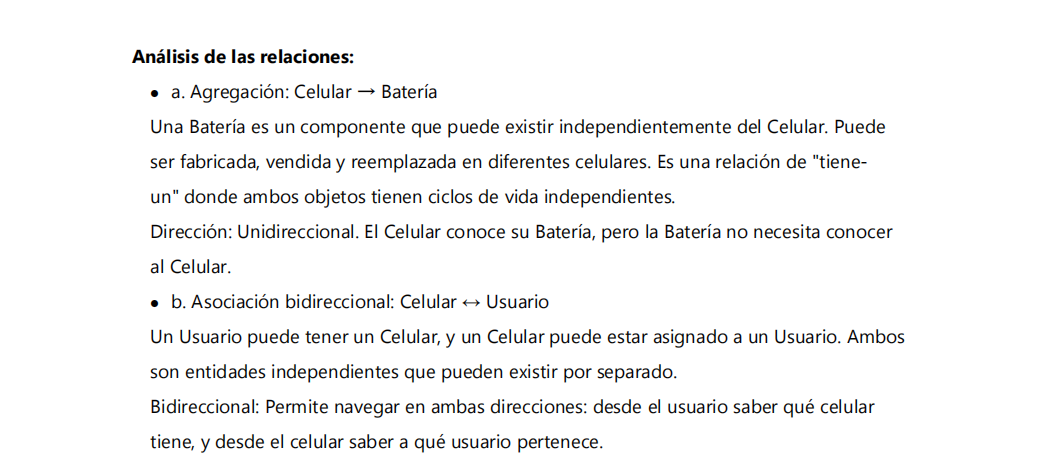 Análisis de las relaciones:
• a. Agregación: Celular → Batería
Una Batería es un componente que puede existir independientemente del Celular. Puede
ser fabricada, vendida y reemplazada en diferentes celulares. Es una relación de "tiene-
un" donde ambos objetos tienen ciclos de vida independientes.
Dirección: Unidireccional. El Celular conoce su Batería, pero la Batería no necesita conocer
al Celular.
• b. Asociación bidireccional: Celular ↔ Usuario
Un Usuario puede tener un Celular, y un Celular puede estar asignado a un Usuario. Ambos
son entidades independientes que pueden existir por separado.
Bidireccional: Permite navegar en ambas direcciones: desde el usuario saber qué celular
tiene, y desde el celular saber a qué usuario pertenece.